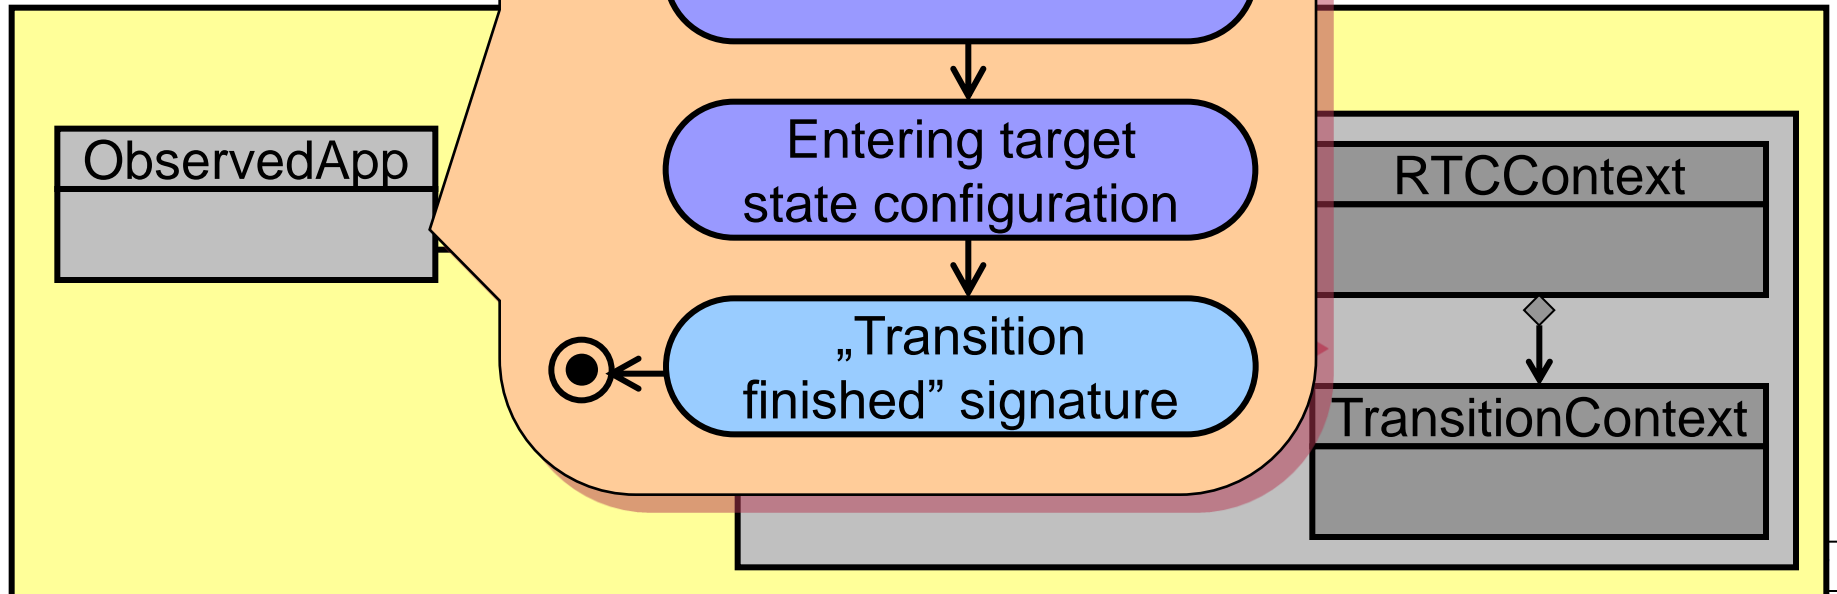 ObservedApp
Entering target
state configuration
„Transition
finished” signature
RTCContext
TransitionContext